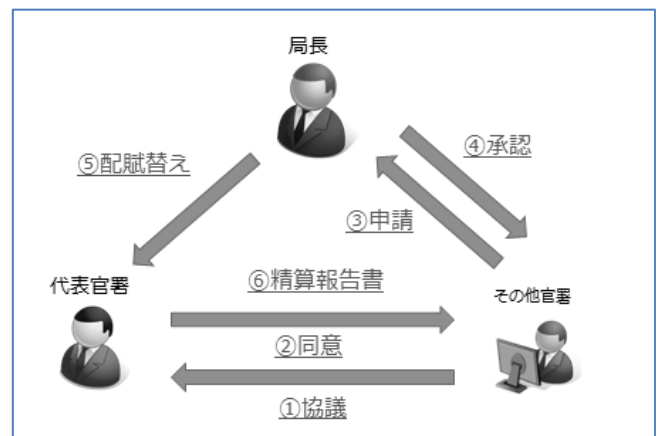 局長
⑤配賦替え
④承認
③申請
代表官署
⑥精算報告書
その他官署
②同意
①協議